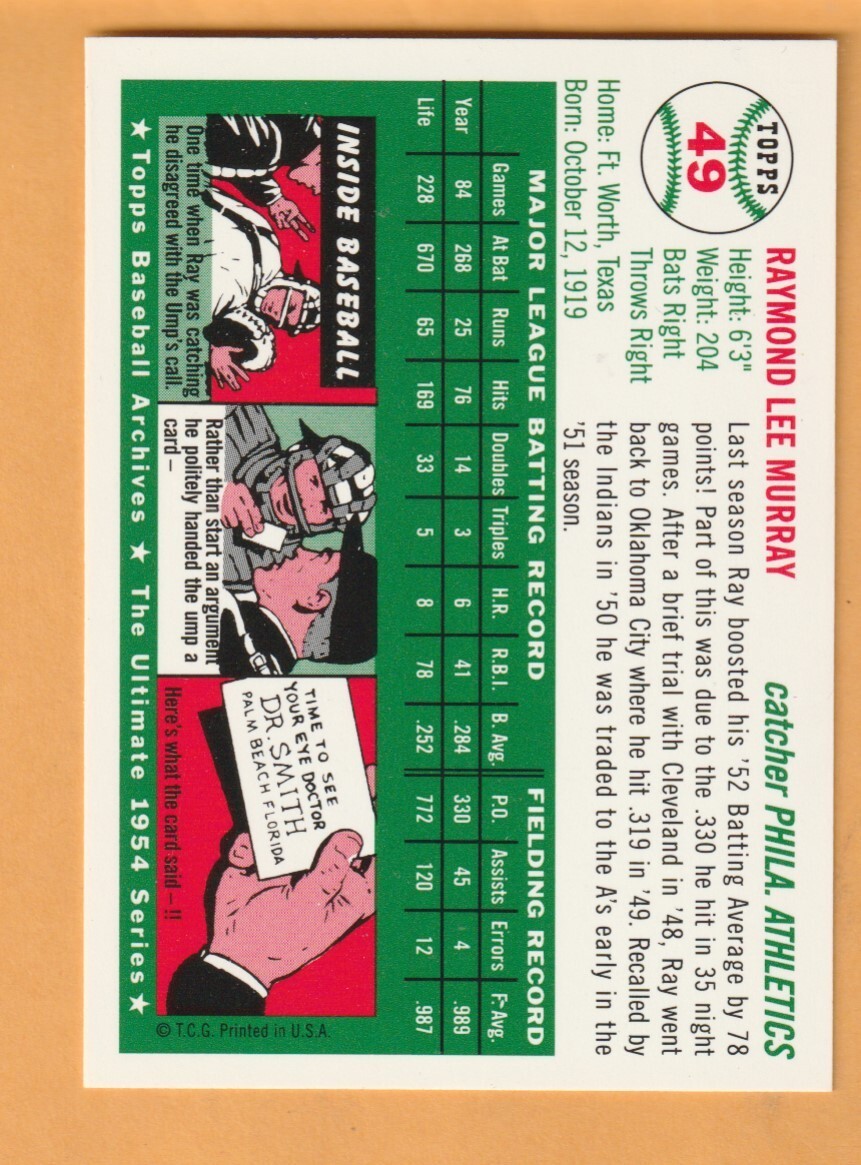 TOPPS
49
RAYMOND LEE MURRAY
catcher PHILA. ATHLETICS
Height: 6'3"
Weight: 204
Bats Right
Throws Right
Home: Ft. Worth, Texas
Born: October 12, 1919
Last season Ray boosted his '52 Batting Average by 78
points! Part of this was due to the .330 he hit in 35 night
games. After a brief trial with Cleveland in '48, Ray went
back to Oklahoma City where he hit .319 in '49. Recalled by
the Indians in '50 he was traded to the A's early in the
'51 season.
MAJOR LEAGUE BATTING RECORD FIELDING RECORD
Games At Bat Runs Hits Doubles Triples H.R. R.B.I. B. Avg. P.O. Assists Errors F. Avg.
Year 84 268 25 76 14 3 6 41 .284 330 45 4 .989
Life 228 670 65 169 33 5 8 78 .252 772 120 12 .987
INSIDE BASEBALL
One time when Ray was catching
he disagreed with the Ump's call.
Rather than start an argument
he politely handed the ump a
card —
TIME TO SEE
YOUR EYE DOCTOR
DR. SMITH
PALM BEACH FLORIDA
Here's what the card said — !!
© T.C.G. Printed in U.S.A.
★ Topps Baseball Archives ★ The Ultimate 1954 Series ★